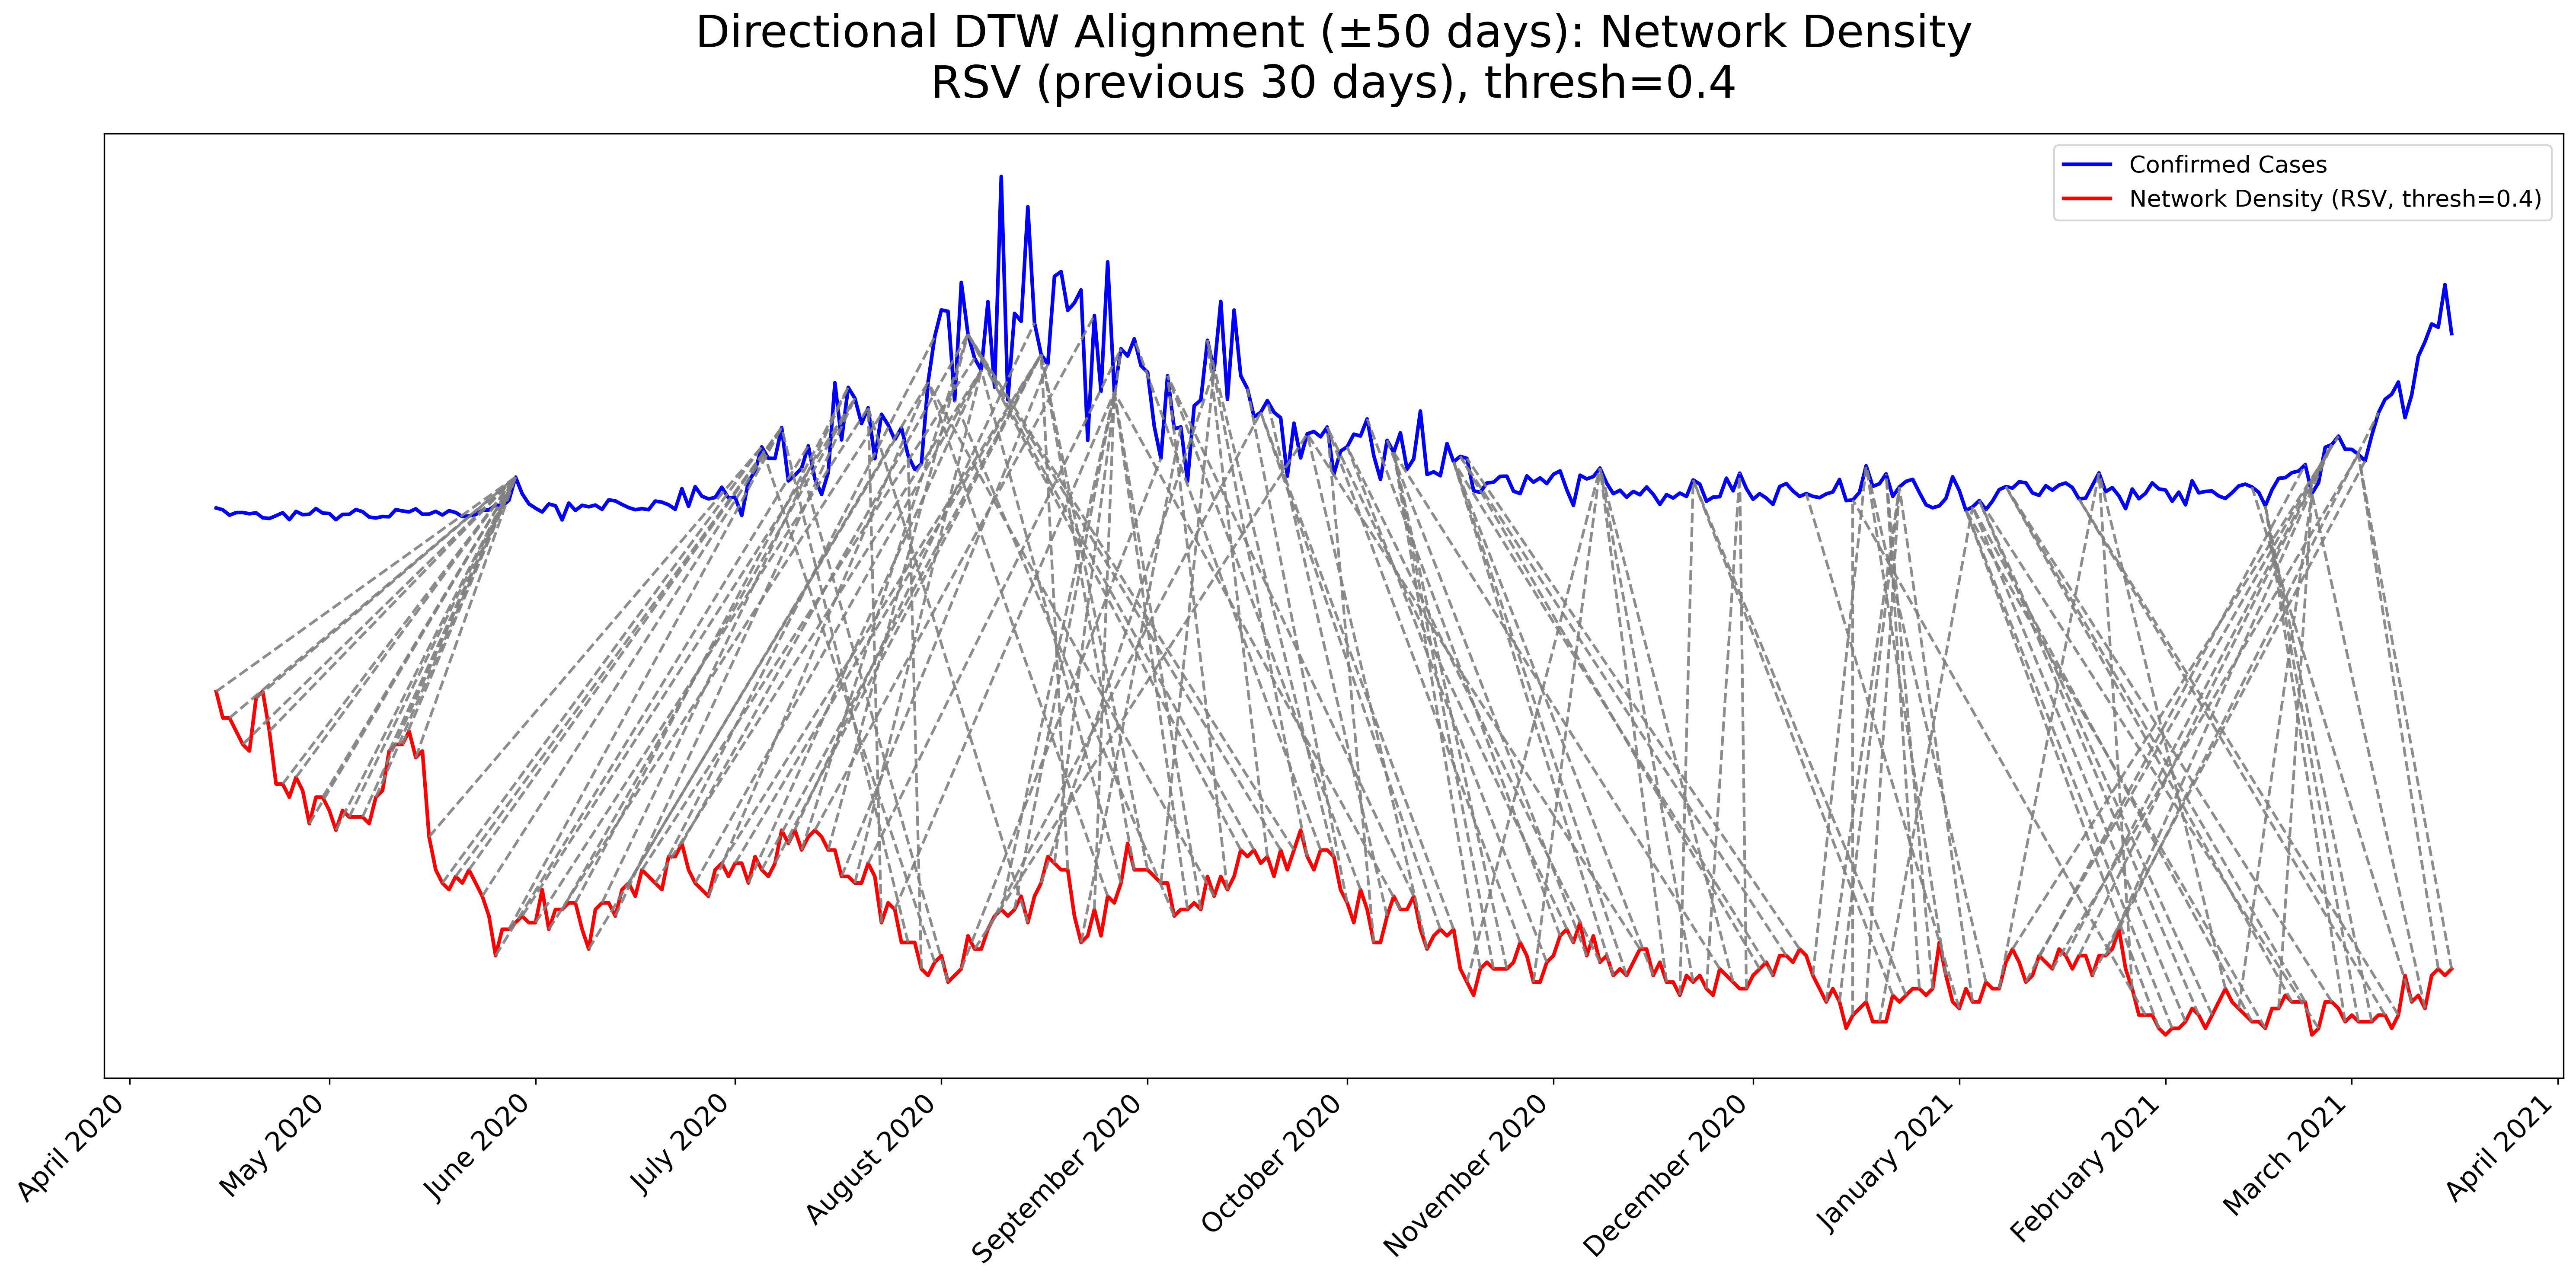 Directional DTW Alignment (±50 days): Network Density
RSV (previous 30 days), thresh=0.4
Confirmed Cases
Network Density (RSV, thresh=0.4)
April 2020
May 2020
June 2020
July 2020
August 2020
September 2020
October 2020
November 2020
December 2020
January 2021
February 2021
March 2021
April 2021